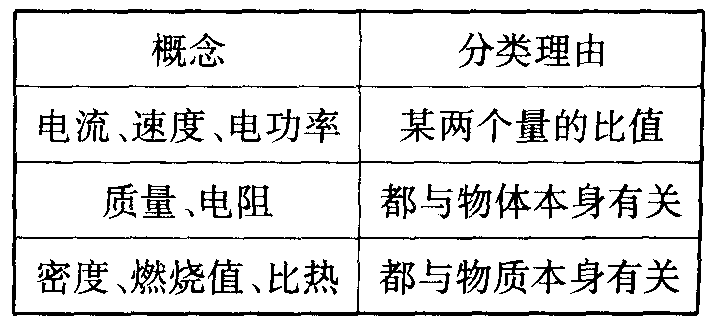 概念 分类理由
电流、速度、电功率 某两个量的比值
质量、电阻 都与物体本身有关
密度、燃烧值、比热 都与物质本身有关